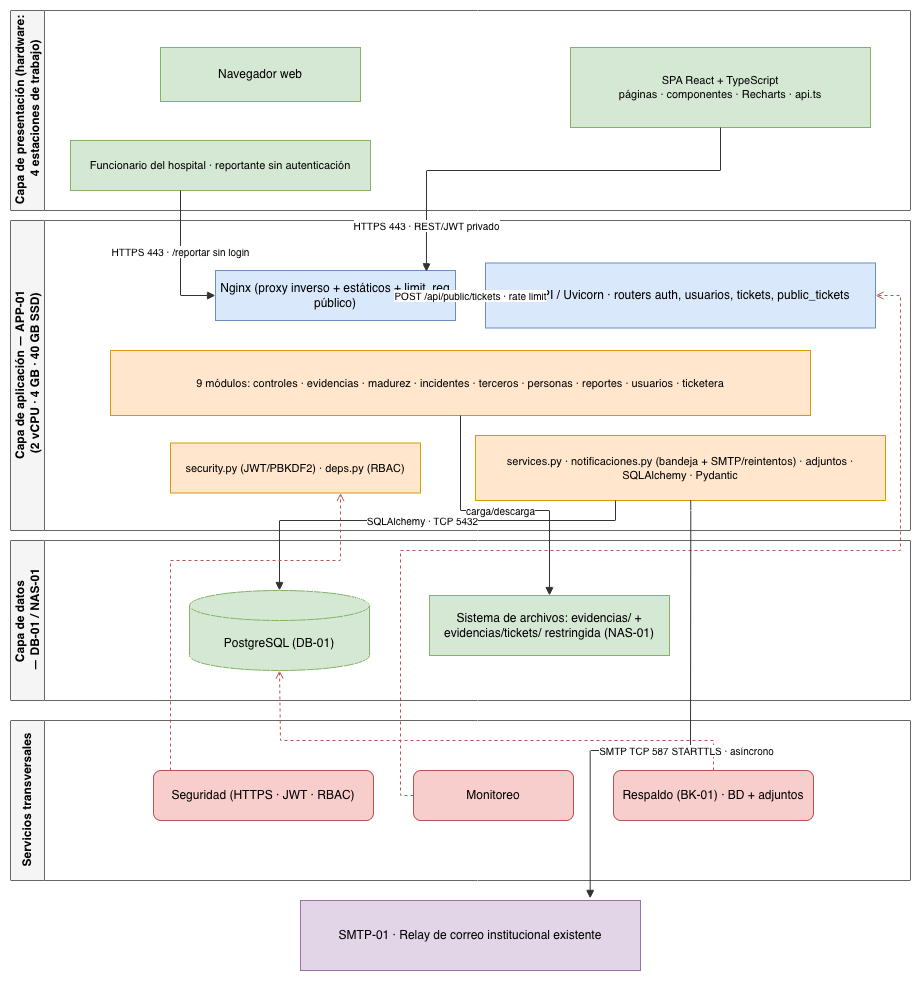 Capa de presentación (hardware:
4 estaciones de trabajo)
Navegador web
SPA React + TypeScript
páginas · componentes · Recharts · api.ts
Funcionario del hospital · reportante sin autenticación
HTTPS 443 · REST/JWT privado
HTTPS 443 · /reportar sin login
Capa de aplicación — APP-01
(2 vCPU · 4 GB · 40 GB SSD)
Nginx (proxy inverso + estáticos + limit_req
público)
POST /api/public/tickets · rate limit
/ Uvicorn · routers auth, usuarios, tickets, public_tickets
9 módulos: controles · evidencias · madurez · incidentes · terceros · personas · reportes · usuarios · ticketera
security.py (JWT/PBKDF2) · deps.py (RBAC)
services.py · notificaciones.py (bandeja + SMTP/reintentos) · adjuntos ·
SQLAlchemy · Pydantic
carga/descarga
SQLAlchemy · TCP 5432
Capa de datos
— DB-01 / NAS-01
PostgreSQL (DB-01)
Sistema de archivos: evidencias/ +
evidencias/tickets/ restringida (NAS-01)
Servicios transversales
SMTP TCP 587 STARTTLS · asíncrono
Seguridad (HTTPS · JWT · RBAC)
Monitoreo
Respaldo (BK-01) · BD + adjuntos
SMTP-01 · Relay de correo institucional existente